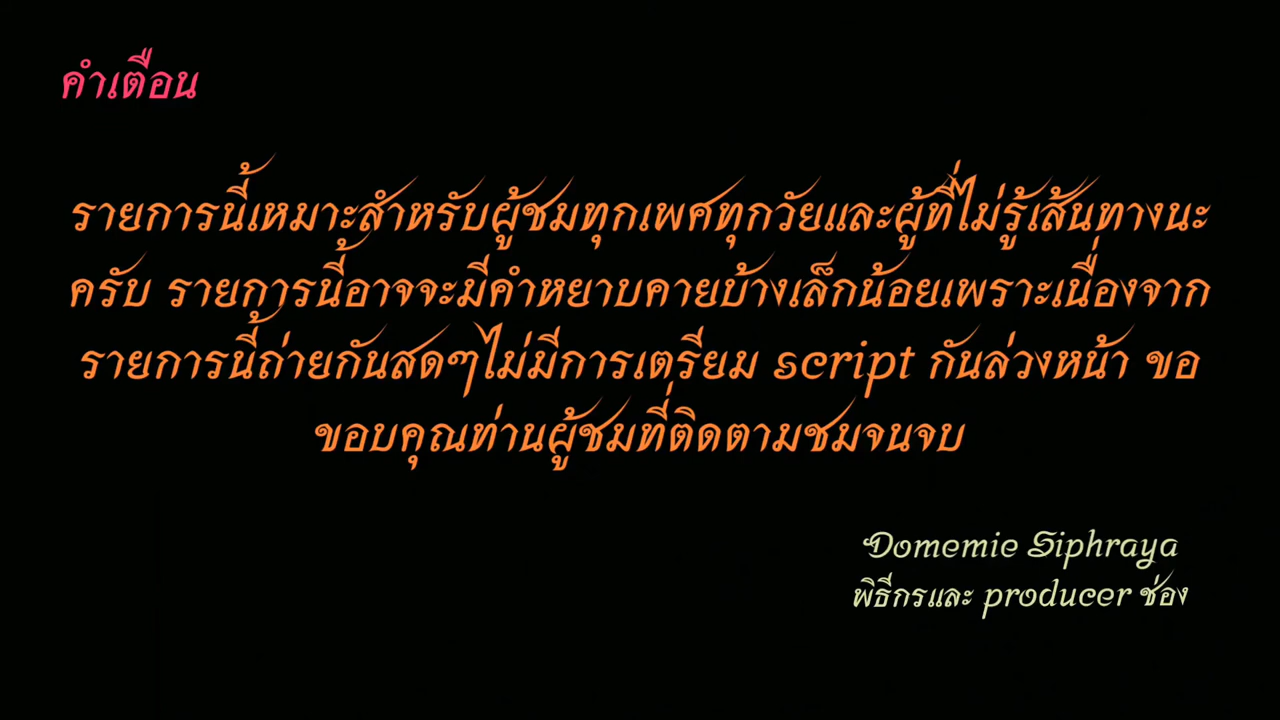 คำเตือน
รายการนี้เหมาะสำหรับผู้ชมทุกเพศทุกวัยและผู้ที่ไม่รู้เส้นทางนะ
ครับ รายการนี้อาจจะมีคำหยาบคายบ้างเล็กน้อยเพราะเนื่องจาก
รายการนี้ถ่ายกันสดๆไม่มีการเตรียม script กันล่วงหน้า ขอ
ขอบคุณท่านผู้ชมที่ติดตามชมจนจบ
Domemie Siphraya
พิธีกรและ producer ช่อง